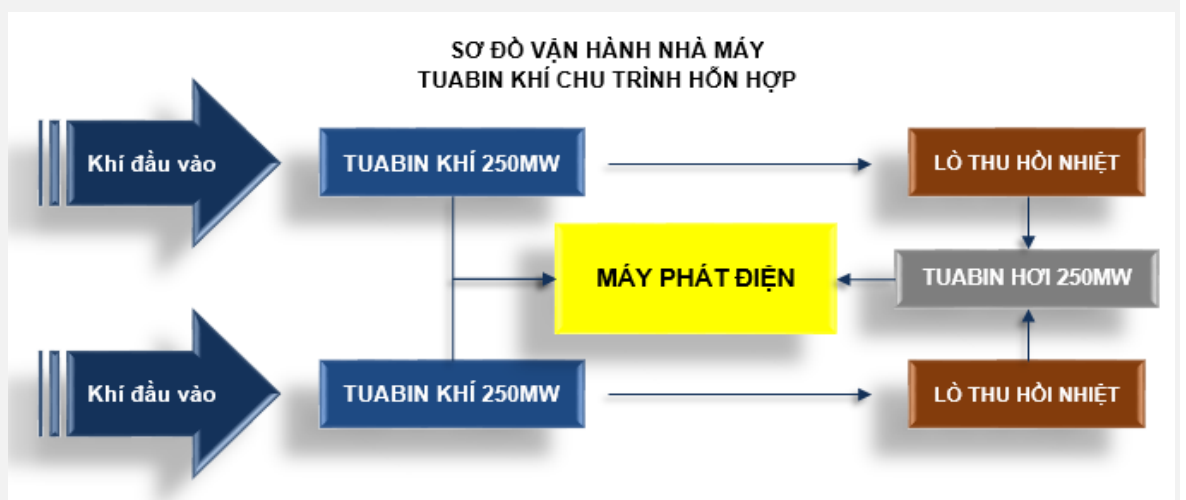 SƠ ĐỒ VẬN HÀNH NHÀ MÁY
TUABIN KHÍ CHU TRÌNH HỖN HỢP
Khí đầu vào
TUABIN KHÍ 250MW
LÒ THU HỒI NHIỆT
MÁY PHÁT ĐIỆN
TUABIN HƠI 250MW
Khí đầu vào
TUABIN KHÍ 250MW
LÒ THU HỒI NHIỆT